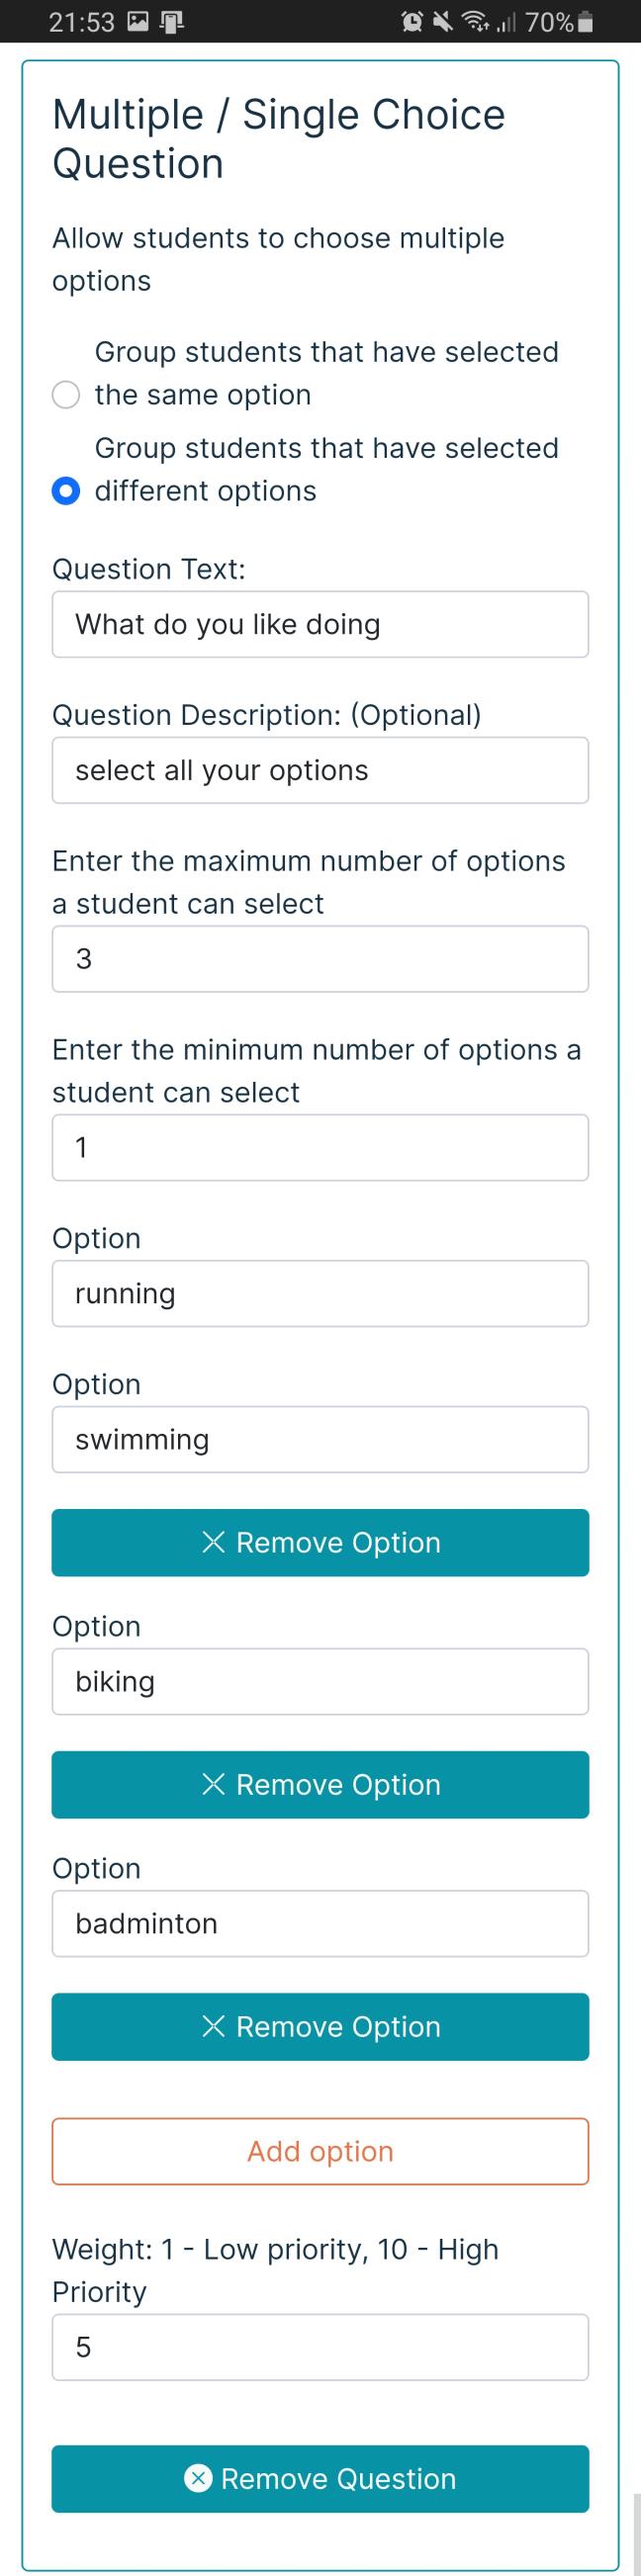 21:53 70%
Multiple / Single Choice
Question
Allow students to choose multiple
options
Group students that have selected
the same option
Group students that have selected
different options
Question Text:
What do you like doing
Question Description: (Optional)
select all your options
Enter the maximum number of options
a student can select
3
Enter the minimum number of options a
student can select
1
Option
running
Option
swimming
Remove Option
Option
biking
Remove Option
Option
badminton
Remove Option
Add option
Weight: 1 - Low priority, 10 - High
Priority
5
Remove Question